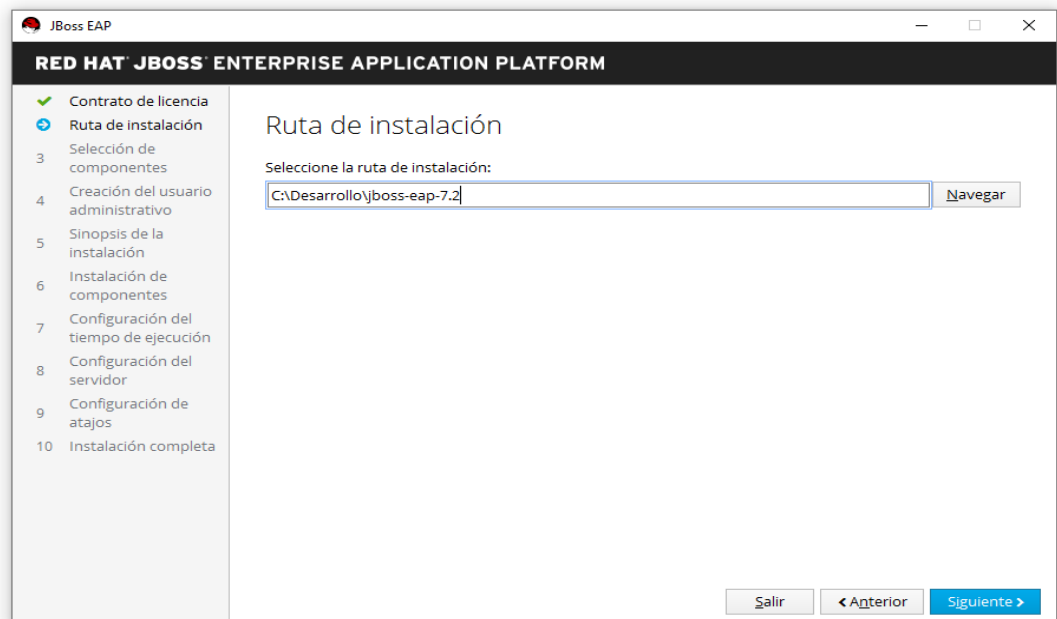 JBoss EAP
RED HAT® JBOSS® ENTERPRISE APPLICATION PLATFORM
Contrato de licencia
Ruta de instalación
3 Selección de
componentes
4 Creación del usuario
administrativo
5 Sinopsis de la
instalación
6 Instalación de
componentes
7 Configuración del
tiempo de ejecución
8 Configuración del
servidor
9 Configuración de
atajos
10 Instalación completa
Ruta de instalación
Seleccione la ruta de instalación:
C:\Desarrollo\jboss-eap-7.2
Navegar
Salir
Anterior
Siguiente